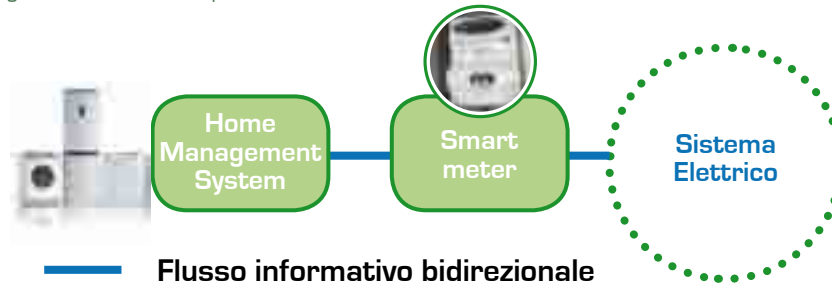 Home
Management
System
Smart
meter
Sistema
Elettrico
Flusso informativo bidirezionale